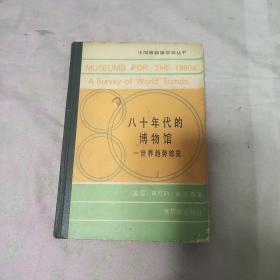 中国博物馆学会丛书
MUSEUMS FOR THE 1980s
A Survey of World Trends
八十年代的
博物馆
—世界趋势综览